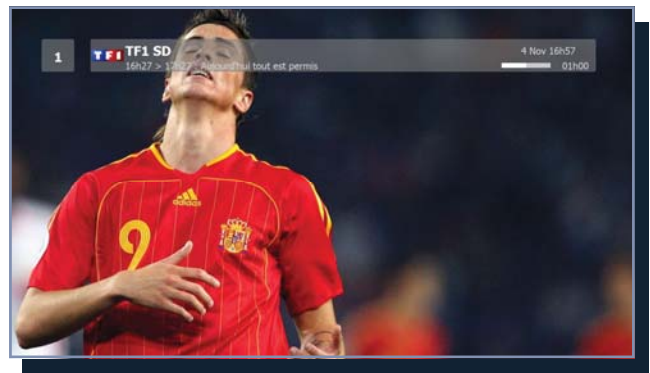 1
TF1 TF1 SD
16h27 > 17h27 : Aujourd'hui tout est permis
4 Nov 16h57
01h00
adidas
9